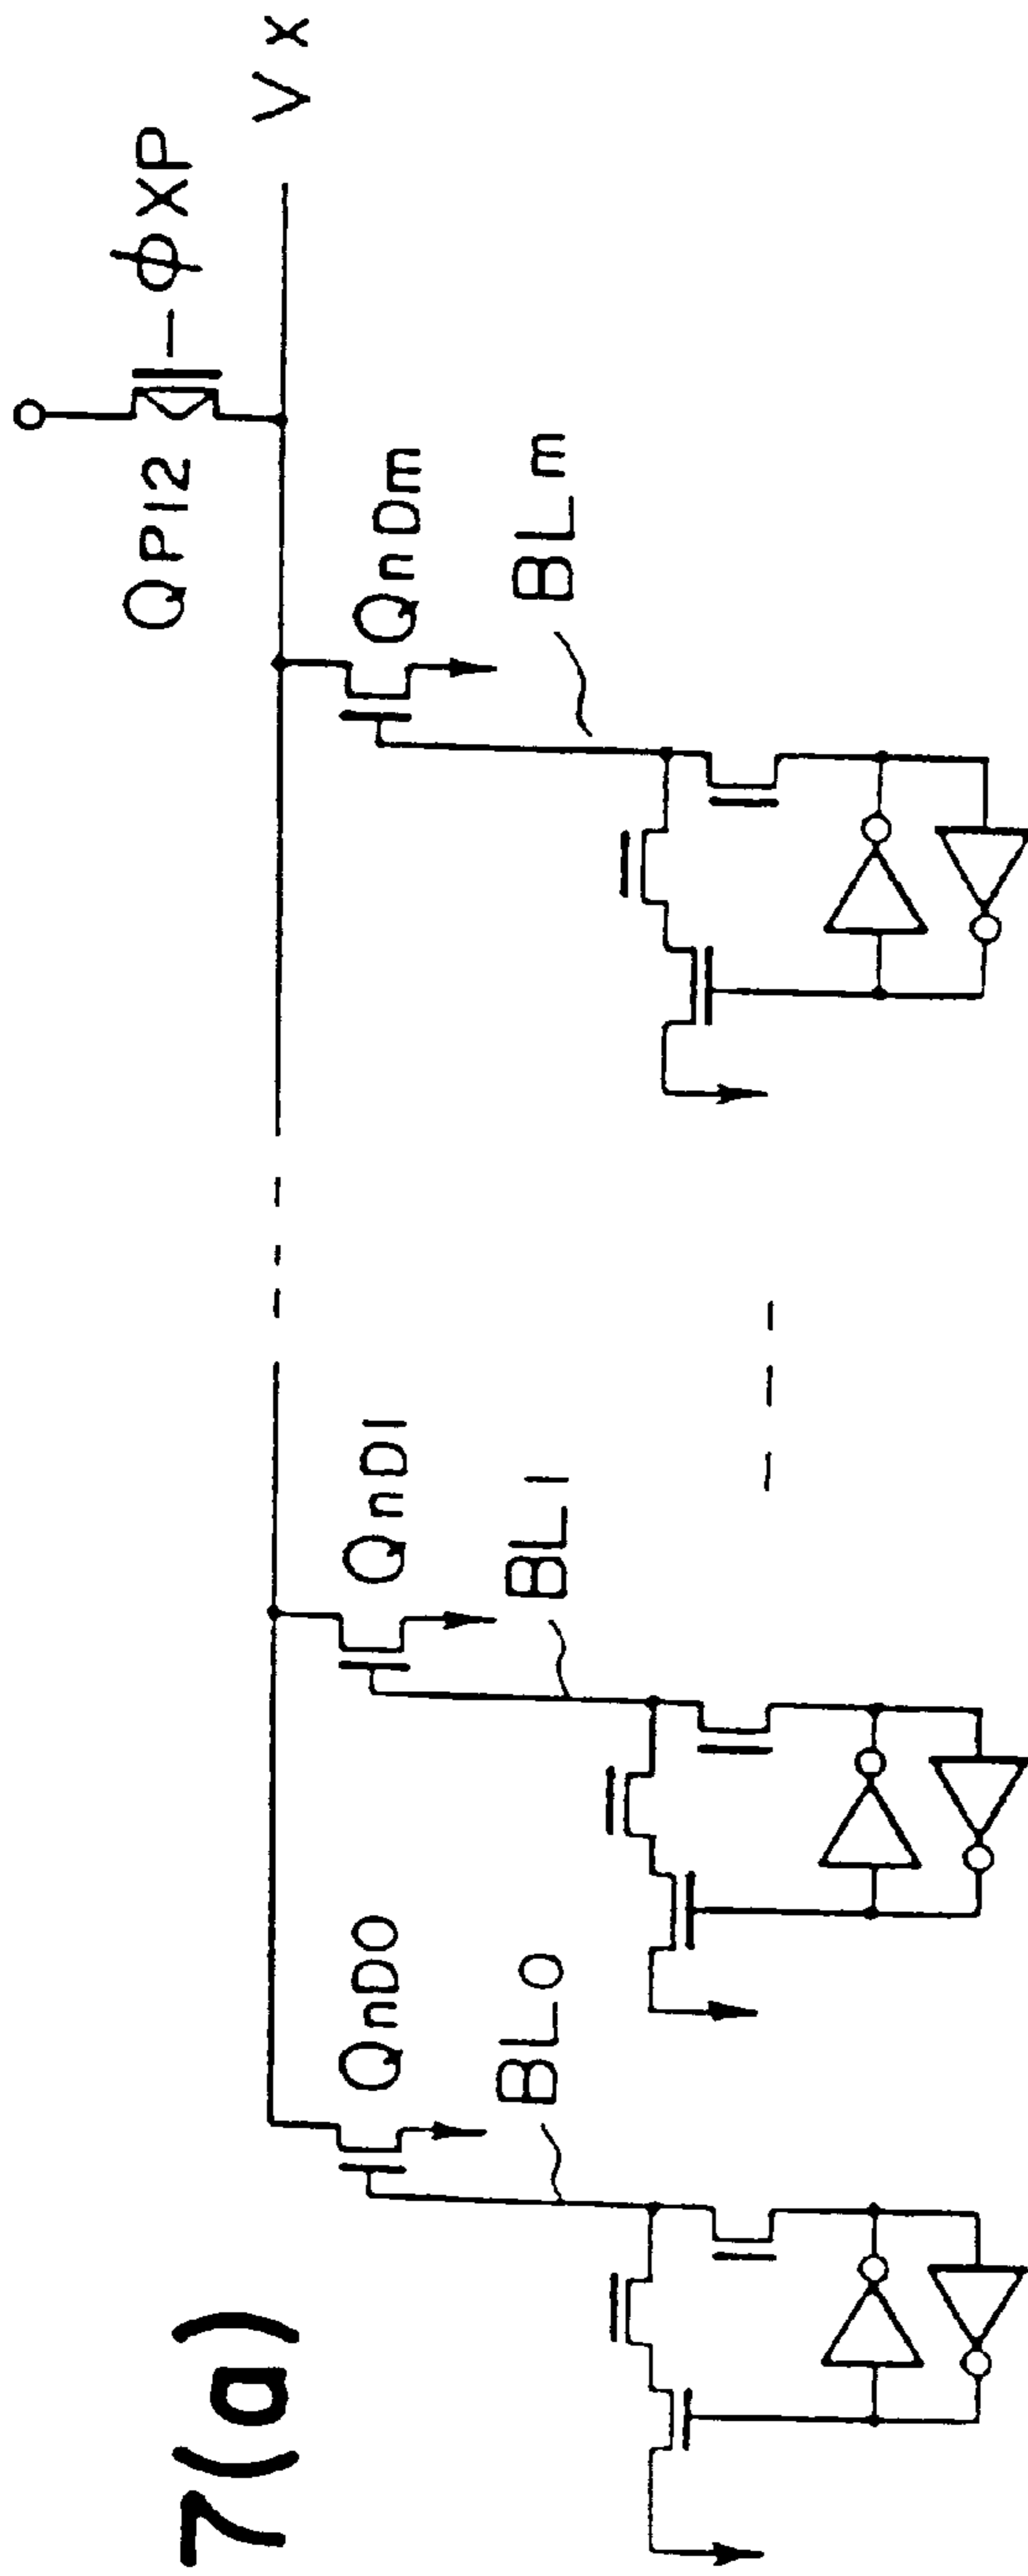 7(a)
QP12
φXP
Vx
QnD0
QnD1
QnDm
BL0
BL1
BLm